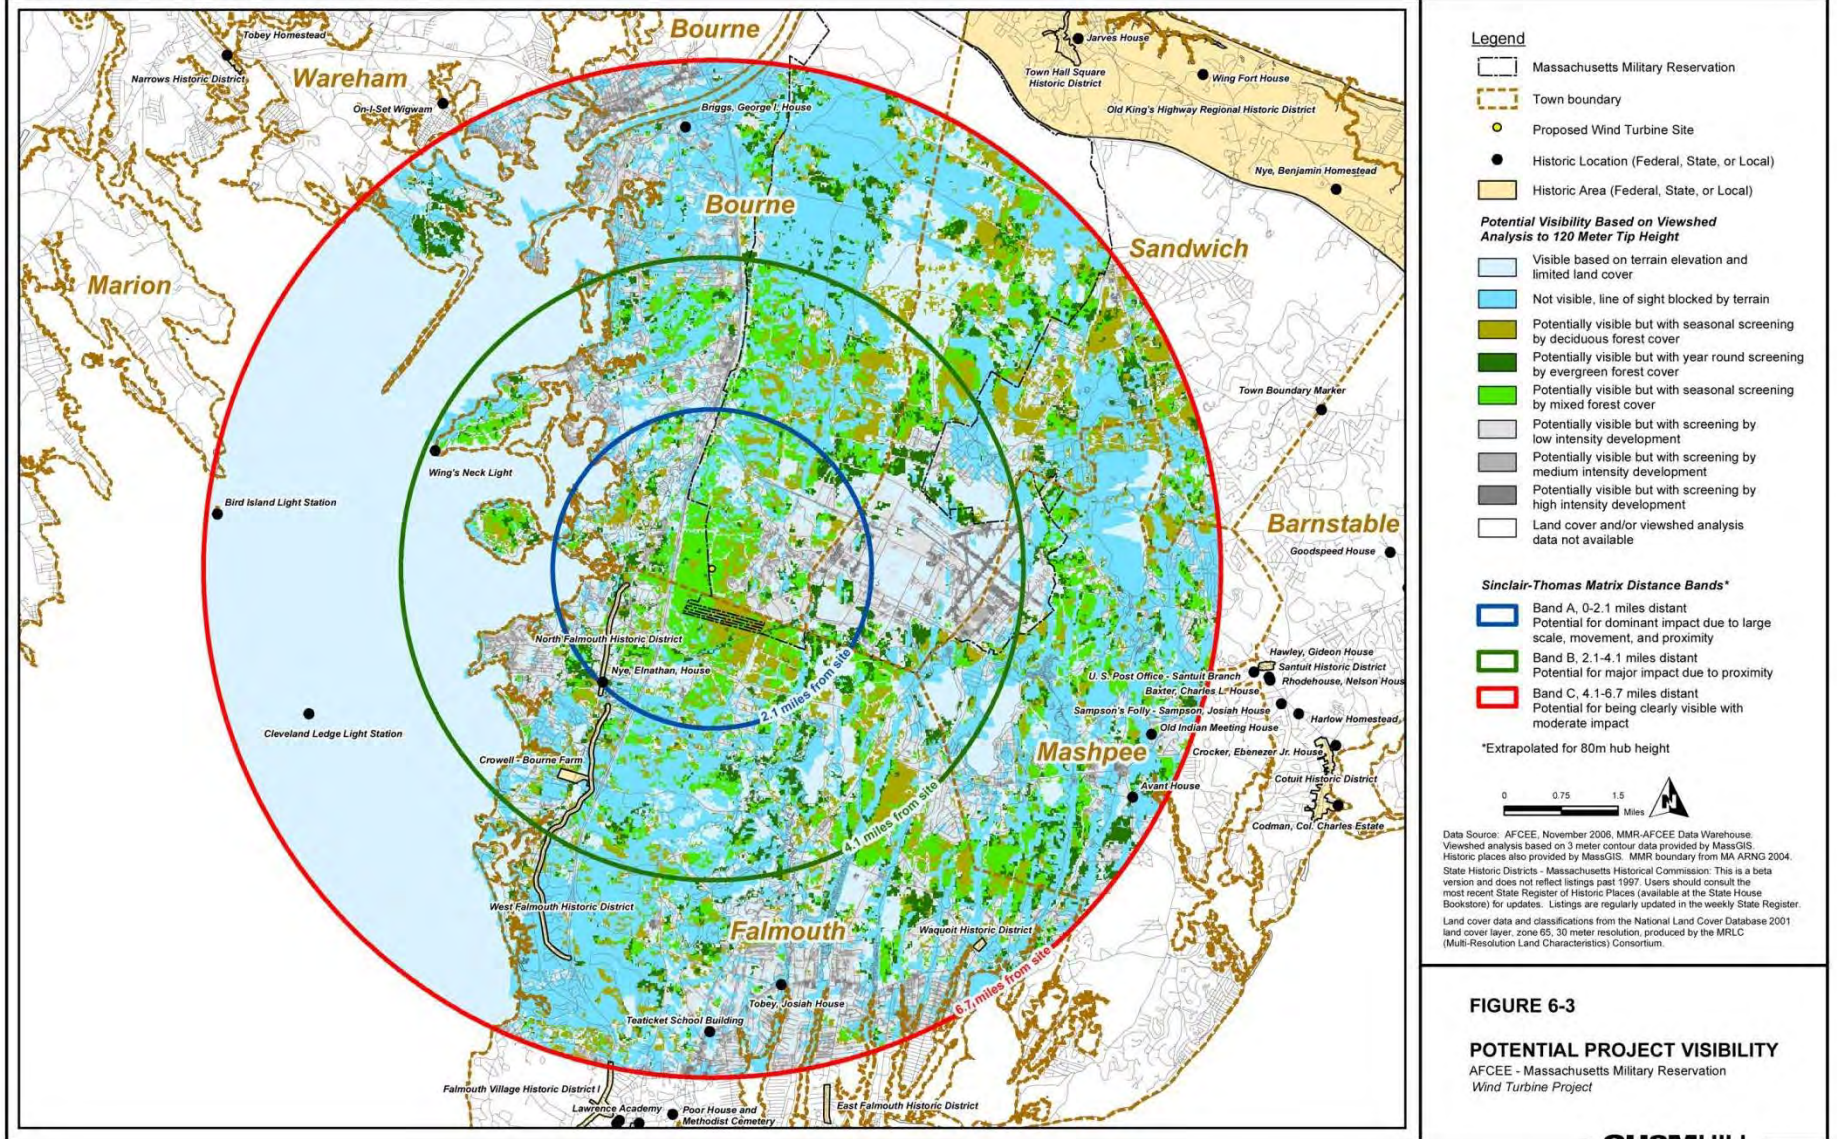 Bourne
Tobey Homestead
Jarves House
Narrows Historic District
Wareham
Town Hall Square
Historic District
Wing Fort House
On-I-Set Wigwam
Briggs, George I. House
Old King's Highway Regional Historic District
Nye, Benjamin Homestead
Bourne
Sandwich
Marion
Town Boundary Marker
Wing's Neck Light
Bird Island Light Station
Barnstable
Goodspeed House
North Falmouth Historic District
Nye, Elnathan, House
2.1 miles from site
Hawley, Gideon House
Santuit Historic District
U. S. Post Office - Santuit Branch
Rhodehouse, Nelson Hous
Baxter, Charles L. House
Sampson's Folly - Sampson, Josiah House
Harlow Homestead
Old Indian Meeting House
Cleveland Ledge Light Station
Mashpee
Crocker, Ebenezer Jr. House
Crowell - Bourne Farm
Cotuit Historic District
Avant House
4.1 miles from site
Codman, Col. Charles Estate
West Falmouth Historic District
Falmouth
Waquoit Historic District
6.7 miles from site
Tobey, Josiah House
Teaticket School Building
Falmouth Village Historic District I
Lawrence Academy
Poor House and
Methodist Cemetery
East Falmouth Historic District
Legend
Massachusetts Military Reservation
Town boundary
Proposed Wind Turbine Site
Historic Location (Federal, State, or Local)
Historic Area (Federal, State, or Local)
Potential Visibility Based on Viewshed
Analysis to 120 Meter Tip Height
Visible based on terrain elevation and
limited land cover
Not visible, line of sight blocked by terrain
Potentially visible but with seasonal screening
by deciduous forest cover
Potentially visible but with year round screening
by evergreen forest cover
Potentially visible but with seasonal screening
by mixed forest cover
Potentially visible but with screening by
low intensity development
Potentially visible but with screening by
medium intensity development
Potentially visible but with screening by
high intensity development
Land cover and/or viewshed analysis
data not available
Sinclair-Thomas Matrix Distance Bands*
Band A, 0-2.1 miles distant
Potential for dominant impact due to large
scale, movement, and proximity
Band B, 2.1-4.1 miles distant
Potential for major impact due to proximity
Band C, 4.1-6.7 miles distant
Potential for being clearly visible with
moderate impact
*Extrapolated for 80m hub height
0 0.75 1.5
Miles
N
Data Source: AFCEE, November 2006, MMR-AFCEE Data Warehouse.
Viewshed analysis based on 3 meter contour data provided by MassGIS.
Historic places also provided by MassGIS. MMR boundary from MA ARNG 2004.
State Historic Districts - Massachusetts Historical Commission: This is a beta
version and does not reflect listings past 1997. Users should consult the
most recent State Register of Historic Places (available at the State House
Bookstore) for updates. Listings are regularly updated in the weekly State Register.
Land cover data and classifications from the National Land Cover Database 2001
land cover layer, zone 65, 30 meter resolution, produced by the MRLC
(Multi-Resolution Land Characteristics) Consortium.
FIGURE 6-3
POTENTIAL PROJECT VISIBILITY
AFCEE - Massachusetts Military Reservation
Wind Turbine Project